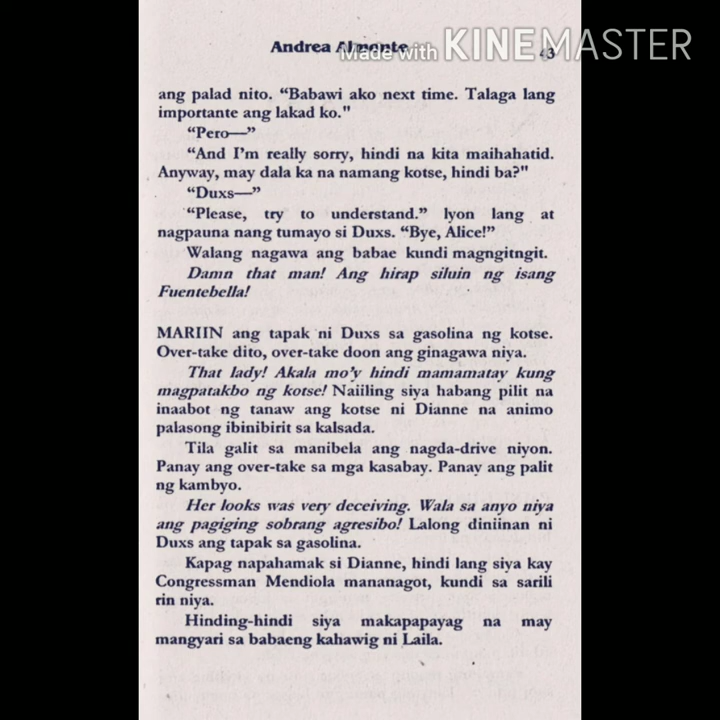 Andrea Almonte
Made with KINEMASTER
43
ang palad nito. “Babawi ako next time. Talaga lang
importante ang lakad ko."
“Pero—”
“And I’m really sorry, hindi na kita maihahatid.
Anyway, may dala ka na namang kotse, hindi ba?"
“Duxs—”
“Please, try to understand.” Iyon lang at
nagpauna nang tumayo si Duxs. “Bye, Alice!”
Walang nagawa ang babae kundi magngitngit.
Damn that man! Ang hirap siluin ng isang
Fuentebella!
MARIIN ang tapak ni Duxs sa gasolina ng kotse.
Over-take dito, over-take doon ang ginagawa niya.
That lady! Akala mo’y hindi mamamatay kung
magpatakbo ng kotse! Naiiling siya habang pilit na
inaabot ng tanaw ang kotse ni Dianne na animo
palasong ibinibirit sa kalsada.
Tila galit sa manibela ang nagda-drive niyon.
Panay ang over-take sa mga kasabay. Panay ang palit
ng kambyo.
Her looks was very deceiving. Wala sa anyo niya
ang pagiging sobrang agresibo! Lalong diniinan ni
Duxs ang tapak sa gasolina.
Kapag napahamak si Dianne, hindi lang siya kay
Congressman Mendiola mananagot, kundi sa sarili
rin niya.
Hinding-hindi siya makapapayag na may
mangyari sa babaeng kahawig ni Laila.